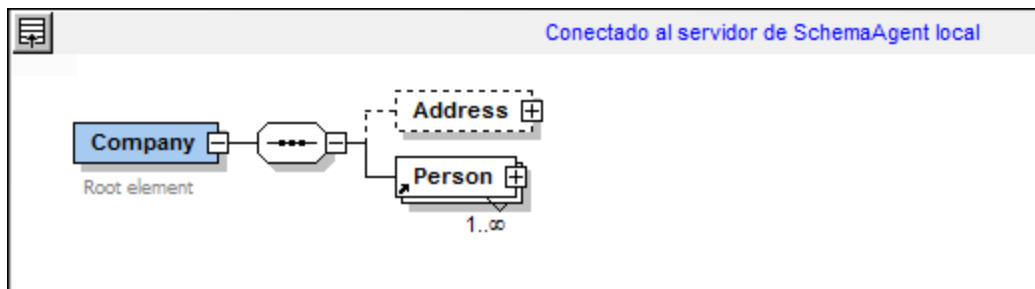 Conectado al servidor de SchemaAgent local
Address
Company
Root element
Person
1..∞